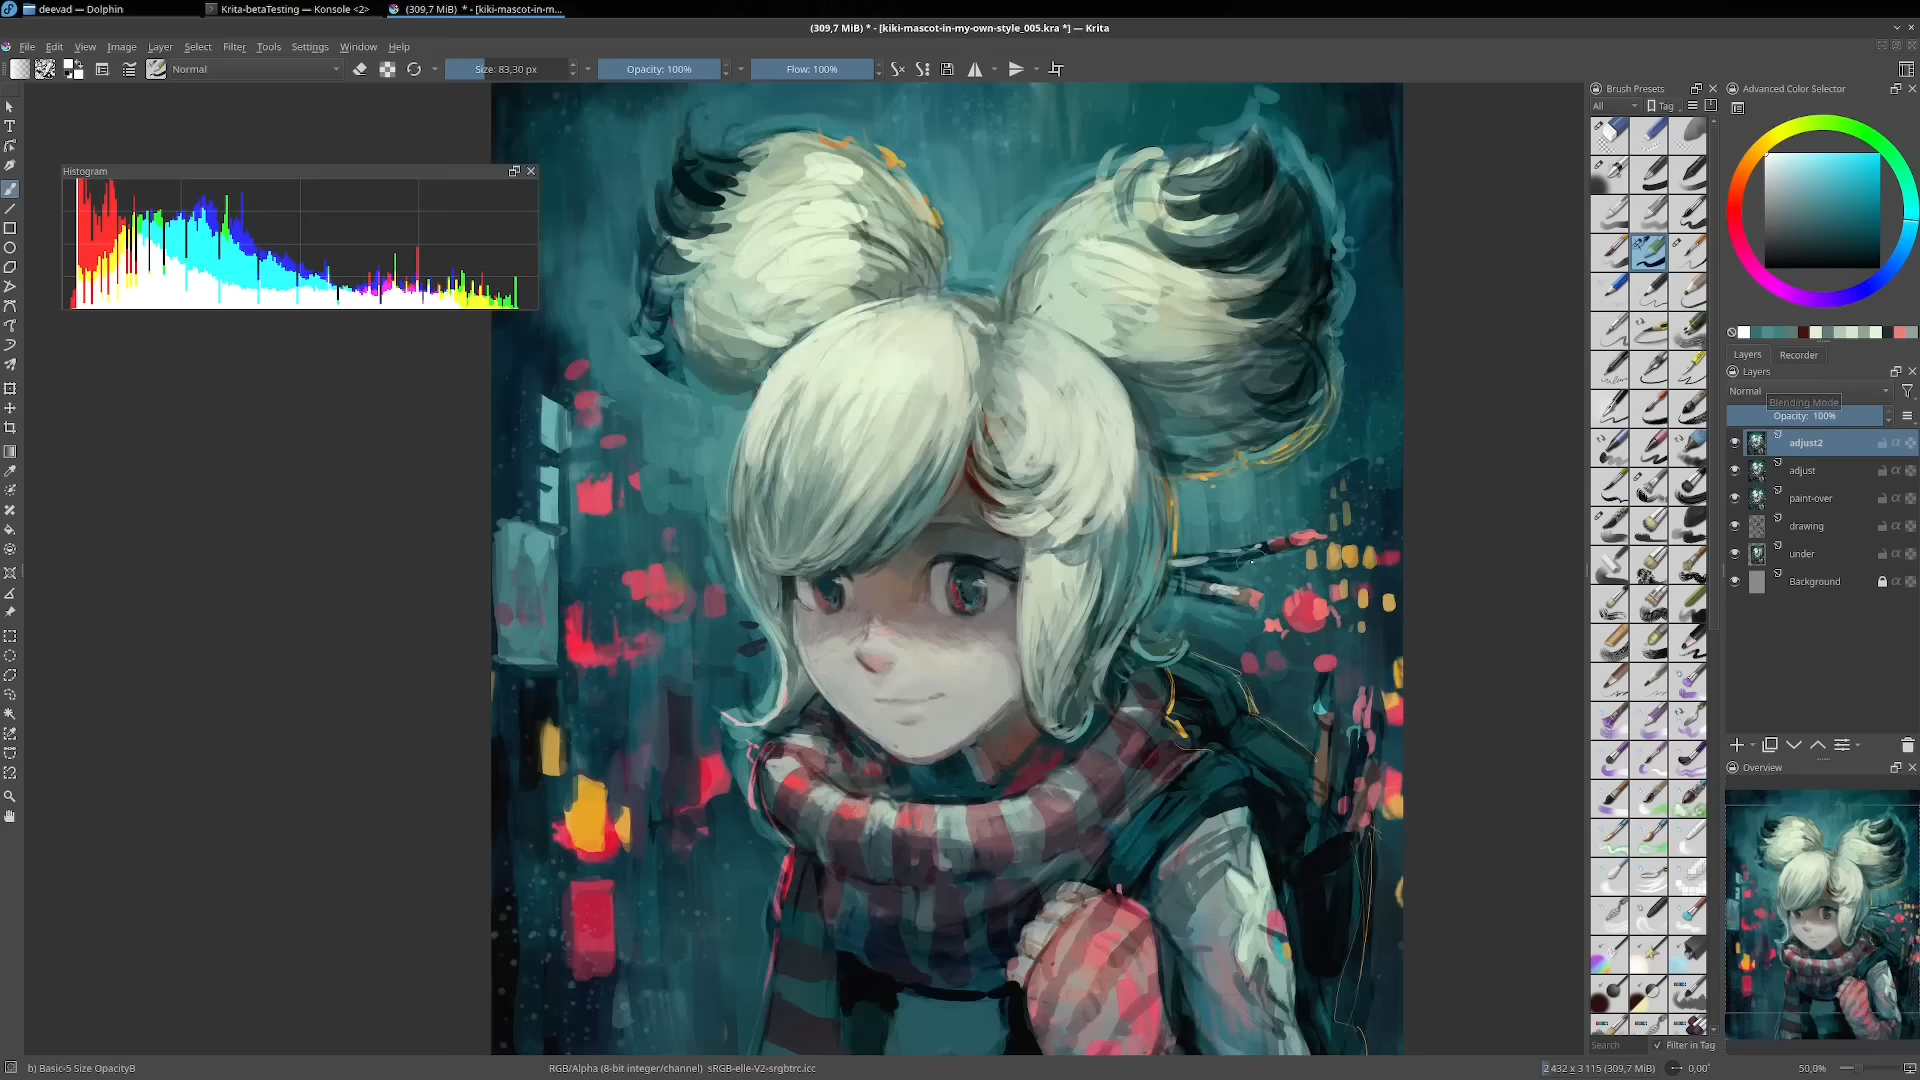 deevad — Dolphin
Krita-betaTesting — Konsole <2>
(309,7 MiB) * - [kiki-mascot-in-m...
(309,7 MiB) * - [kiki-mascot-in-my-own-style_005.kra *] — Krita
File Edit View Image Layer Select Filter Tools Settings Window Help
Normal
Size: 83,30 px
Opacity: 100%
Flow: 100%
Brush Presets
Advanced Color Selector
All
Tag
Histogram
Layers
Recorder
Layers
Normal
Blending Mode
Opacity: 100%
adjust2
adjust
paint-over
drawing
under
Background
Overview
Search
Filter in Tag
b) Basic-5 Size OpacityB
RGB/Alpha (8-bit integer/channel) sRGB-elle-V2-srgbtrc.icc
2 432 x 3 115 (309,7 MiB)
0,00°
50,0%